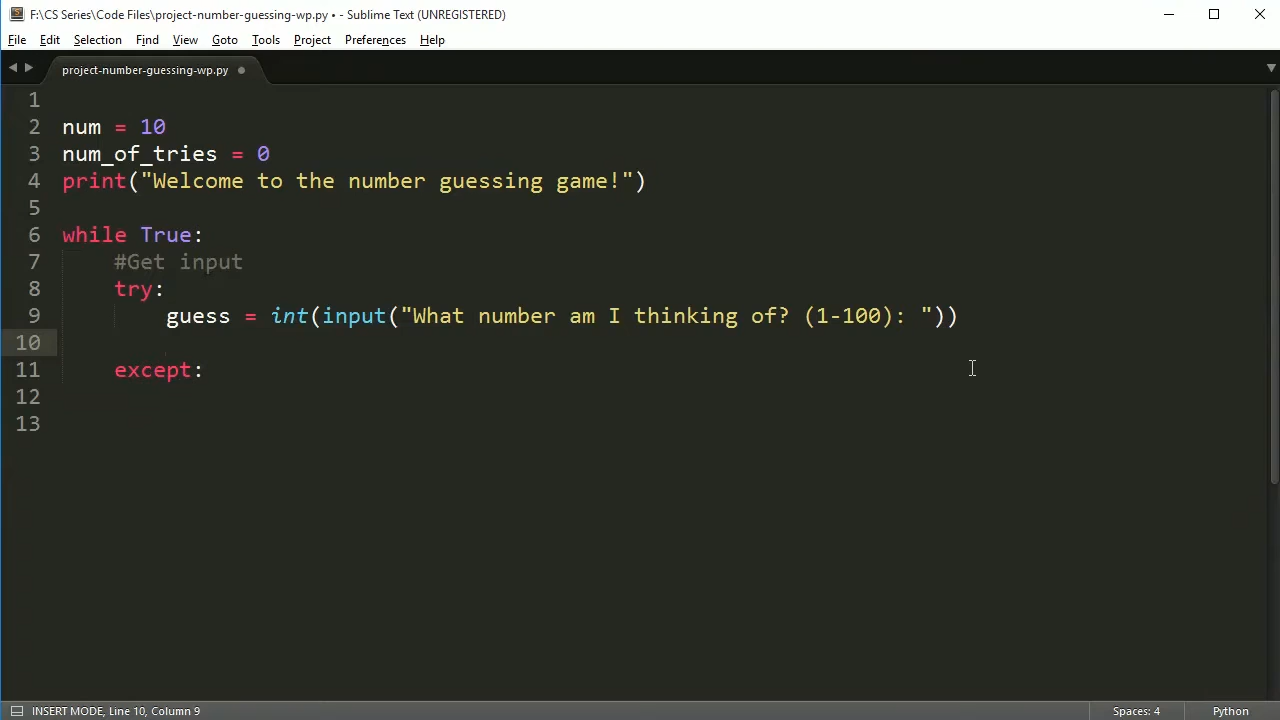 F:\CS Series\Code Files\project-number-guessing-wp.py • - Sublime Text (UNREGISTERED)
File Edit Selection Find View Goto Tools Project Preferences Help
project-number-guessing-wp.py
1
2 num = 10
3 num_of_tries = 0
4 print("Welcome to the number guessing game!")
5
6 while True:
7     #Get input
8     try:
9         guess = int(input("What number am I thinking of? (1-100): "))
10
11     except:
12
13
INSERT MODE, Line 10, Column 9 Spaces: 4 Python